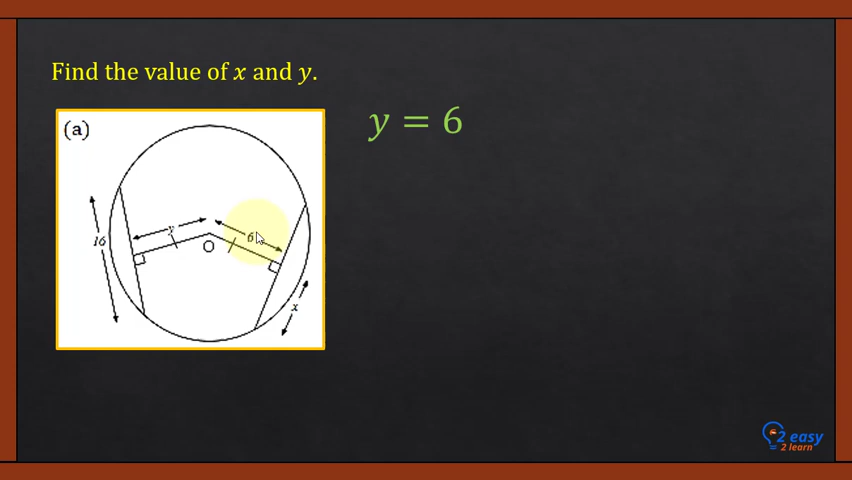 Find the value of x and y.
y = 6
(a)
y
6
16
O
x
2 easy
2 learn